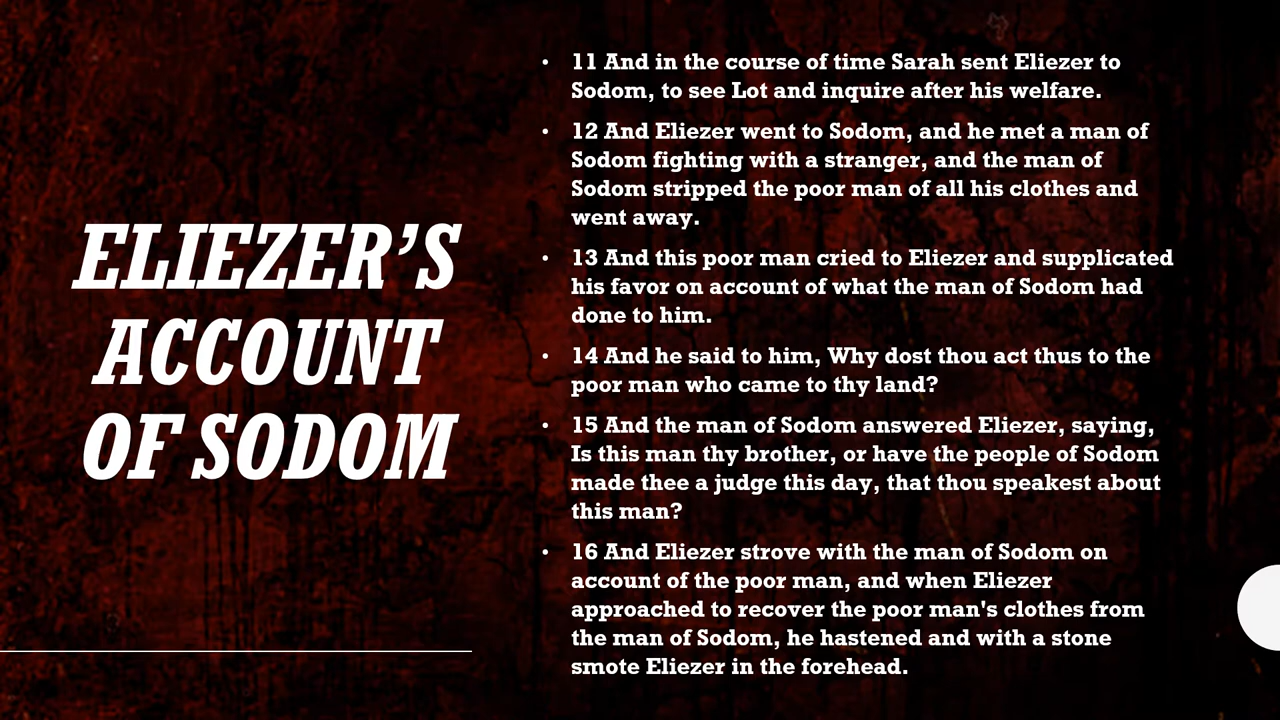 ELIEZER’S
ACCOUNT
OF SODOM
• 11 And in the course of time Sarah sent Eliezer to
Sodom, to see Lot and inquire after his welfare.
• 12 And Eliezer went to Sodom, and he met a man of
Sodom fighting with a stranger, and the man of
Sodom stripped the poor man of all his clothes and
went away.
• 13 And this poor man cried to Eliezer and supplicated
his favor on account of what the man of Sodom had
done to him.
• 14 And he said to him, Why dost thou act thus to the
poor man who came to thy land?
• 15 And the man of Sodom answered Eliezer, saying,
Is this man thy brother, or have the people of Sodom
made thee a judge this day, that thou speakest about
this man?
• 16 And Eliezer strove with the man of Sodom on
account of the poor man, and when Eliezer
approached to recover the poor man's clothes from
the man of Sodom, he hastened and with a stone
smote Eliezer in the forehead.